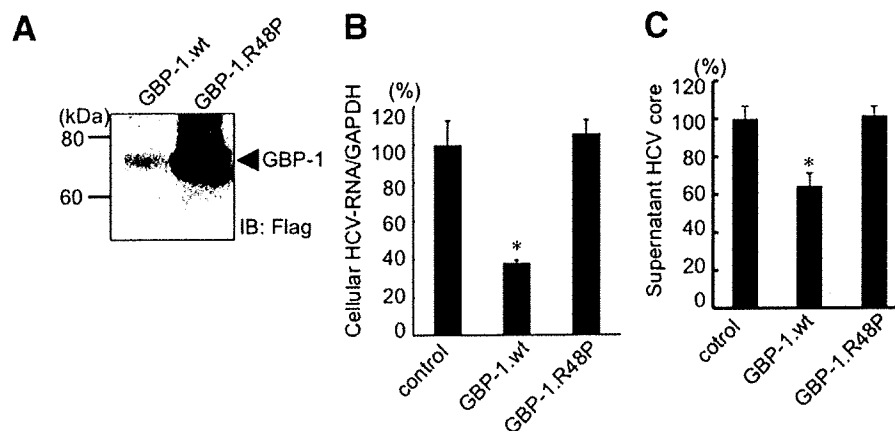 A
GBP-1.wt
GBP-1.R48P
(kDa)
80
60
GBP-1
IB: Flag
B
(%)
Cellular HCV-RNA/GAPDH
120
100
80
60
40
20
0
*
control
GBP-1.wt
GBP-1.R48P
C
(%)
Supernatant HCV core
120
100
80
60
40
20
0
*
cotrol
GBP-1.wt
GBP-1.R48P